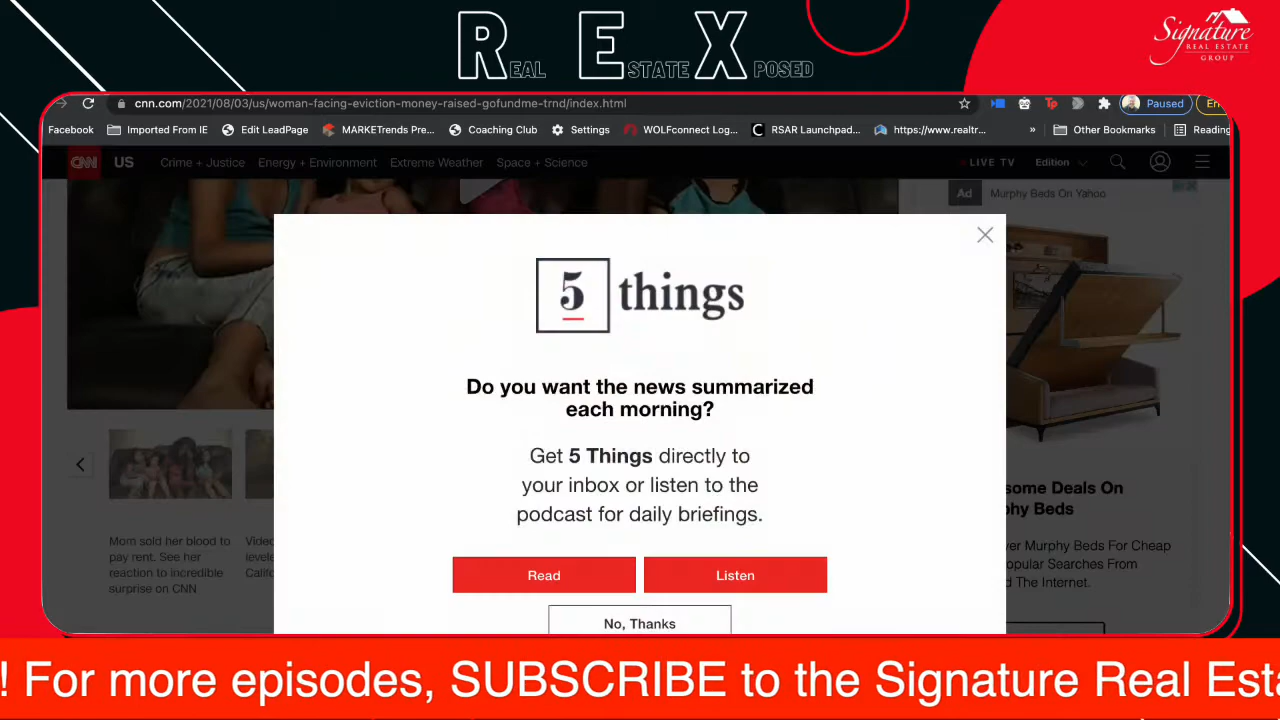 REAL ESTATE XPOSED
Signature
REAL ESTATE
GROUP
cnn.com/2021/08/03/us/woman-facing-eviction-money-raised-gofundme-trnd/index.html
Paused
Facebook
Imported From IE
Edit LeadPage
MARKETrends Pre...
Coaching Club
Settings
WOLFconnect Log...
RSAR Launchpad...
https://www.realtr...
»
Other Bookmarks
Reading
CNN
US
Crime + Justice
Energy + Environment
Extreme Weather
Space + Science
LIVE TV
Edition
Ad
Murphy Beds On Yahoo
5 things
Do you want the news summarized
each morning?
Get 5 Things directly to
your inbox or listen to the
podcast for daily briefings.
Read
Listen
No, Thanks
Mom sold her blood to
pay rent. See her
reaction to incredible
surprise on CNN
some Deals On
phy Beds
ver Murphy Beds For Cheap
opular Searches From
d The Internet.
! For more episodes, SUBSCRIBE to the Signature Real Esta